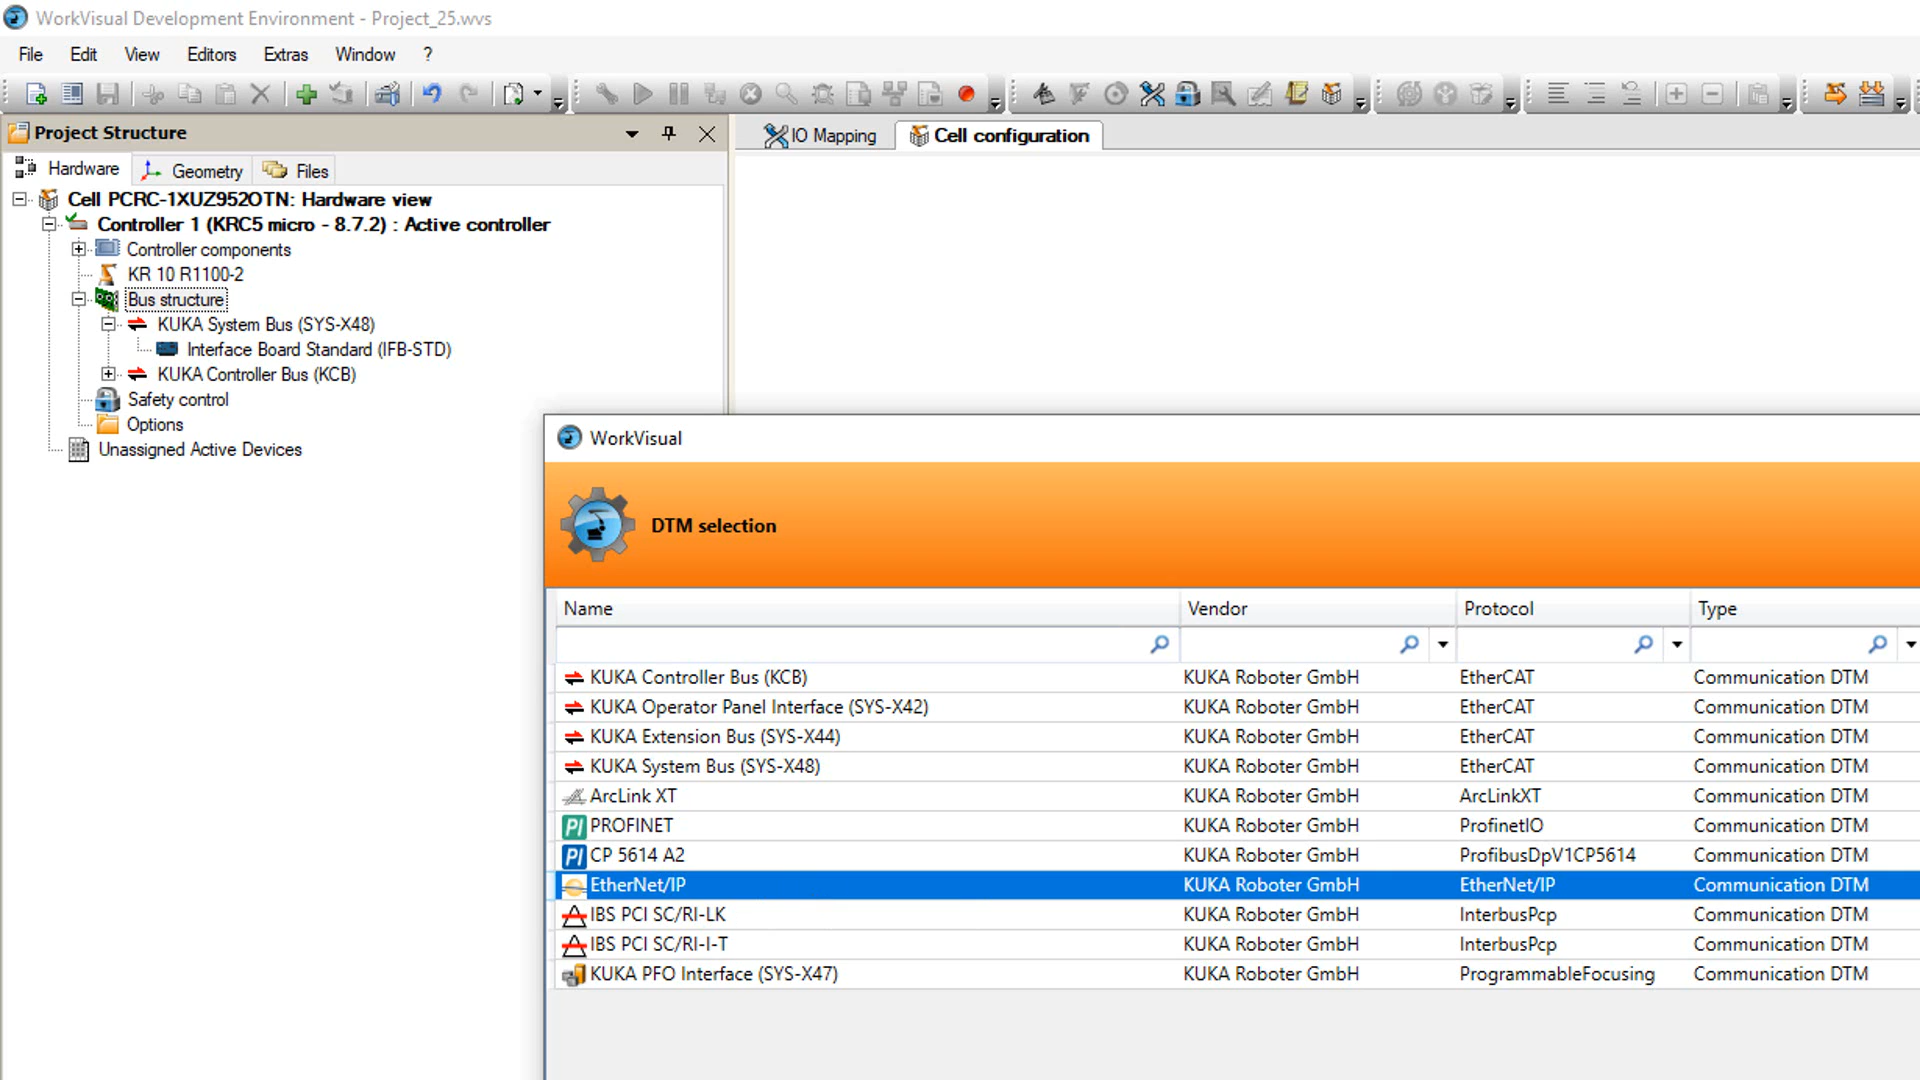 WorkVisual Development Environment - Project_25.wvs
File Edit View Editors Extras Window ?
Project Structure
IO Mapping Cell configuration
Hardware Geometry Files
Cell PCRC-1XUZ952OTN: Hardware view
Controller 1 (KRC5 micro - 8.7.2) : Active controller
Controller components
KR 10 R1100-2
Bus structure
KUKA System Bus (SYS-X48)
Interface Board Standard (IFB-STD)
KUKA Controller Bus (KCB)
Safety control
Options
Unassigned Active Devices
WorkVisual
DTM selection
Name Vendor Protocol Type
KUKA Controller Bus (KCB) KUKA Roboter GmbH EtherCAT Communication DTM
KUKA Operator Panel Interface (SYS-X42) KUKA Roboter GmbH EtherCAT Communication DTM
KUKA Extension Bus (SYS-X44) KUKA Roboter GmbH EtherCAT Communication DTM
KUKA System Bus (SYS-X48) KUKA Roboter GmbH EtherCAT Communication DTM
ArcLink XT KUKA Roboter GmbH ArcLinkXT Communication DTM
PI PROFINET KUKA Roboter GmbH ProfinetIO Communication DTM
PI CP 5614 A2 KUKA Roboter GmbH ProfibusDpV1CP5614 Communication DTM
EtherNet/IP KUKA Roboter GmbH EtherNet/IP Communication DTM
IBS PCI SC/RI-LK KUKA Roboter GmbH InterbusPcp Communication DTM
IBS PCI SC/RI-I-T KUKA Roboter GmbH InterbusPcp Communication DTM
KUKA PFO Interface (SYS-X47) KUKA Roboter GmbH ProgrammableFocusing Communication DTM